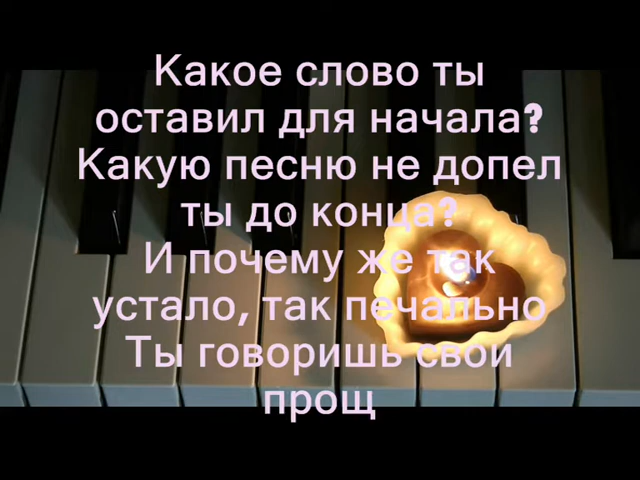 Какое слово ты
оставил для начала?
Какую песню не допел
ты до конца?
И почему же так
устало, так печально
Ты говоришь свои
прощ